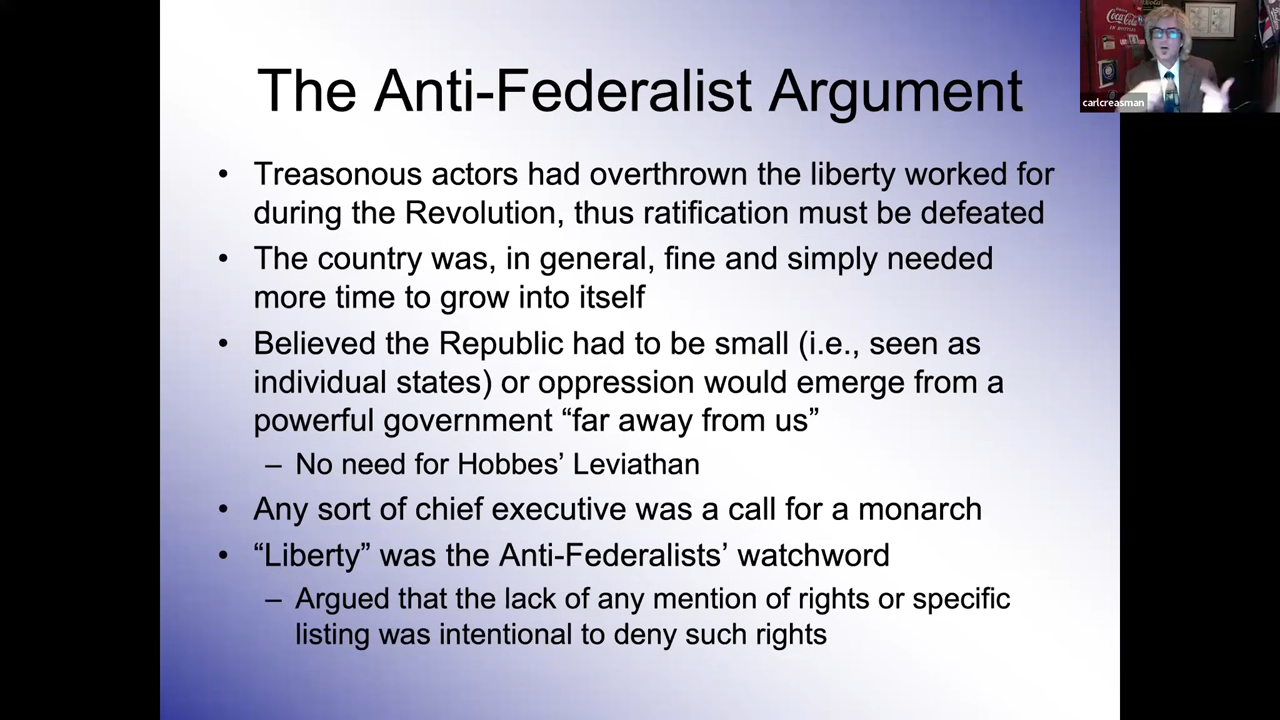 The Anti-Federalist Argument
• Treasonous actors had overthrown the liberty worked for
during the Revolution, thus ratification must be defeated
• The country was, in general, fine and simply needed
more time to grow into itself
• Believed the Republic had to be small (i.e., seen as
individual states) or oppression would emerge from a
powerful government “far away from us”
– No need for Hobbes’ Leviathan
• Any sort of chief executive was a call for a monarch
• “Liberty” was the Anti-Federalists’ watchword
– Argued that the lack of any mention of rights or specific
listing was intentional to deny such rights
Coca-Cola
IN BOTTLES
carlcreasman